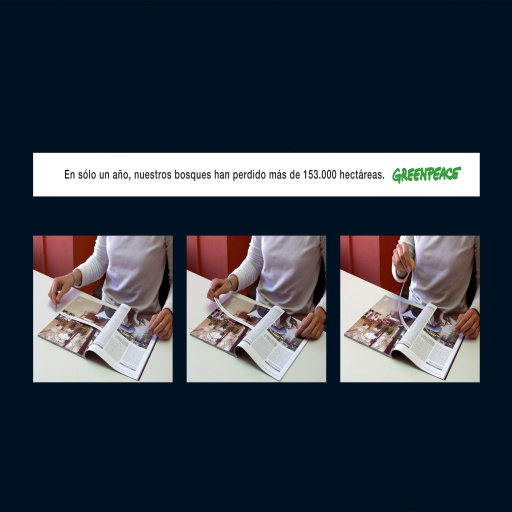 En sólo un año, nuestros bosques han perdido más de 153.000 hectáreas. GREENPEACE